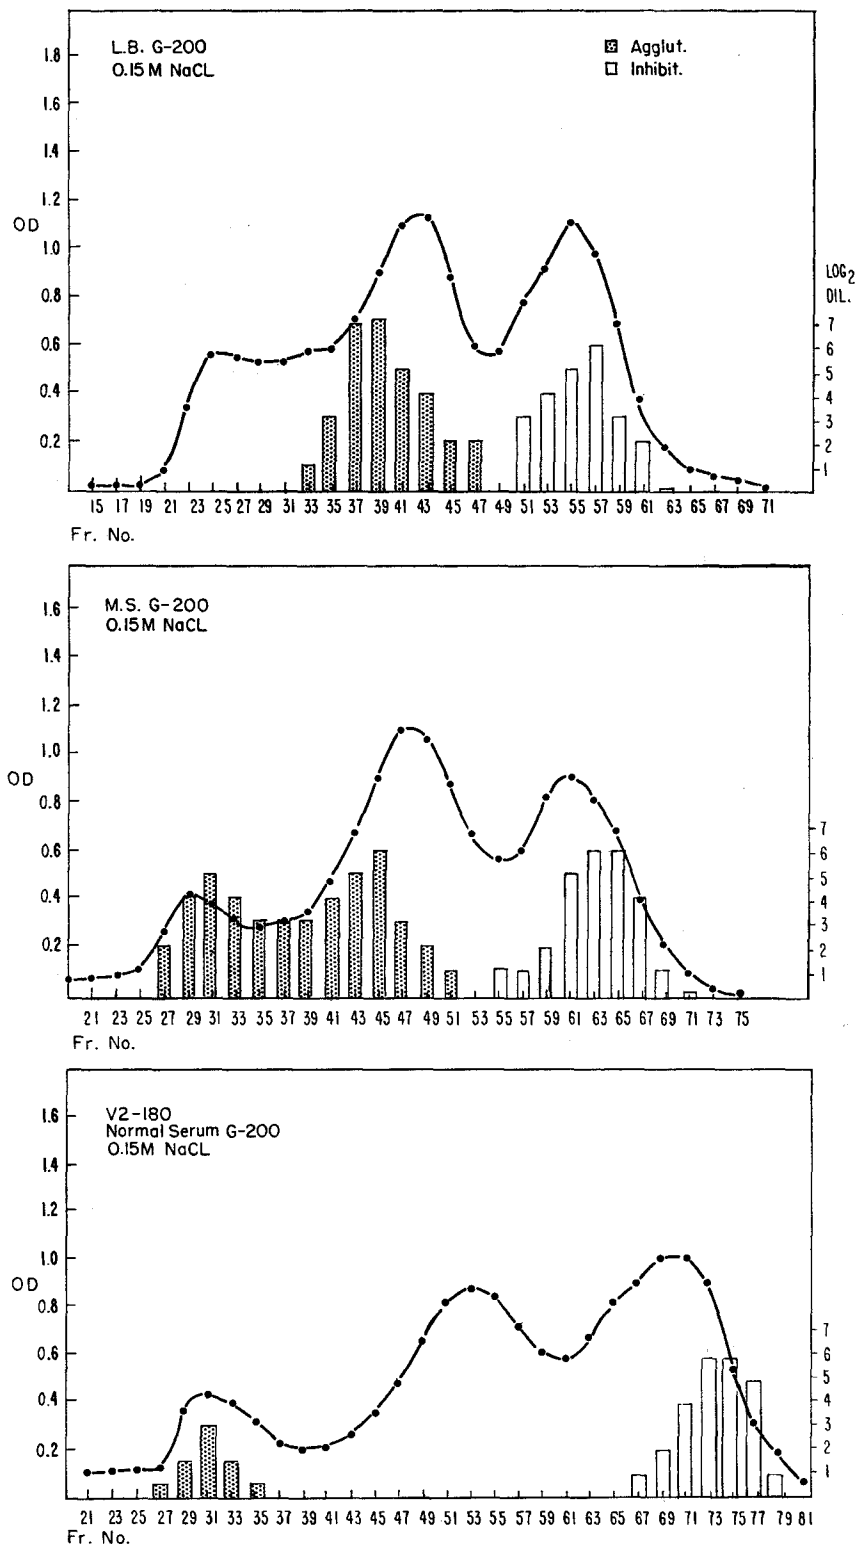 L.B. G-200
0.15M NaCL
Agglut.
Inhibit.
1.8
1.6
1.4
1.2
OD
1.0
0.8
0.6
0.4
0.2
LOG2
DIL.
7
6
5
4
3
2
1
15 17 19 21 23 25 27 29 31 33 35 37 39 41 43 45 47 49 51 53 55 57 59 61 63 65 67 69 71
Fr. No.
M.S. G-200
0.15M NaCL
1.6
1.4
1.2
1.0
OD
0.8
0.6
0.4
0.2
7
6
5
4
3
2
1
21 23 25 27 29 31 33 35 37 39 41 43 45 47 49 51 53 55 57 59 61 63 65 67 69 71 73 75
Fr. No.
V2-180
Normal Serum G-200
0.15M NaCL
1.6
1.4
1.2
1.0
OD
0.8
0.6
0.4
0.2
7
6
5
4
3
2
1
21 23 25 27 29 31 33 35 37 39 41 43 45 47 49 51 53 55 57 59 61 63 65 67 69 71 73 75 77 79 81
Fr. No.